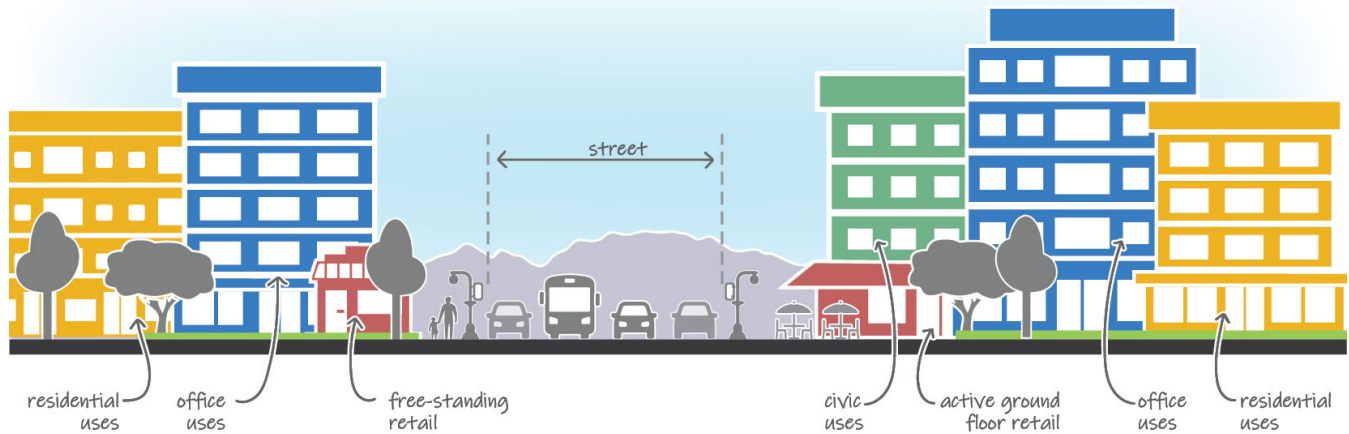 street
residential
uses
office
uses
free-standing
retail
civic
uses
active ground
floor retail
office
uses
residential
uses